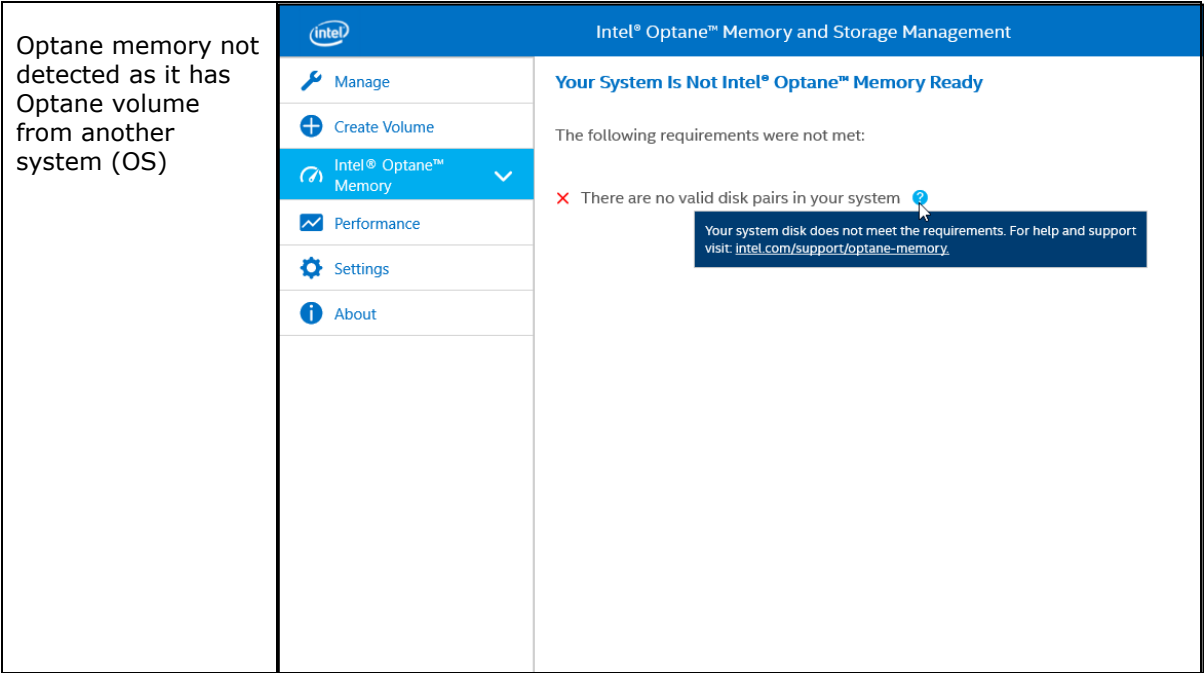 Optane memory not
detected as it has
Optane volume
from another
system (OS)
intel
Intel® Optane™ Memory and Storage Management
Manage
Create Volume
Intel® Optane™
Memory
Performance
Settings
About
Your System Is Not Intel® Optane™ Memory Ready
The following requirements were not met:
There are no valid disk pairs in your system ?
Your system disk does not meet the requirements. For help and support
visit: intel.com/support/optane-memory.